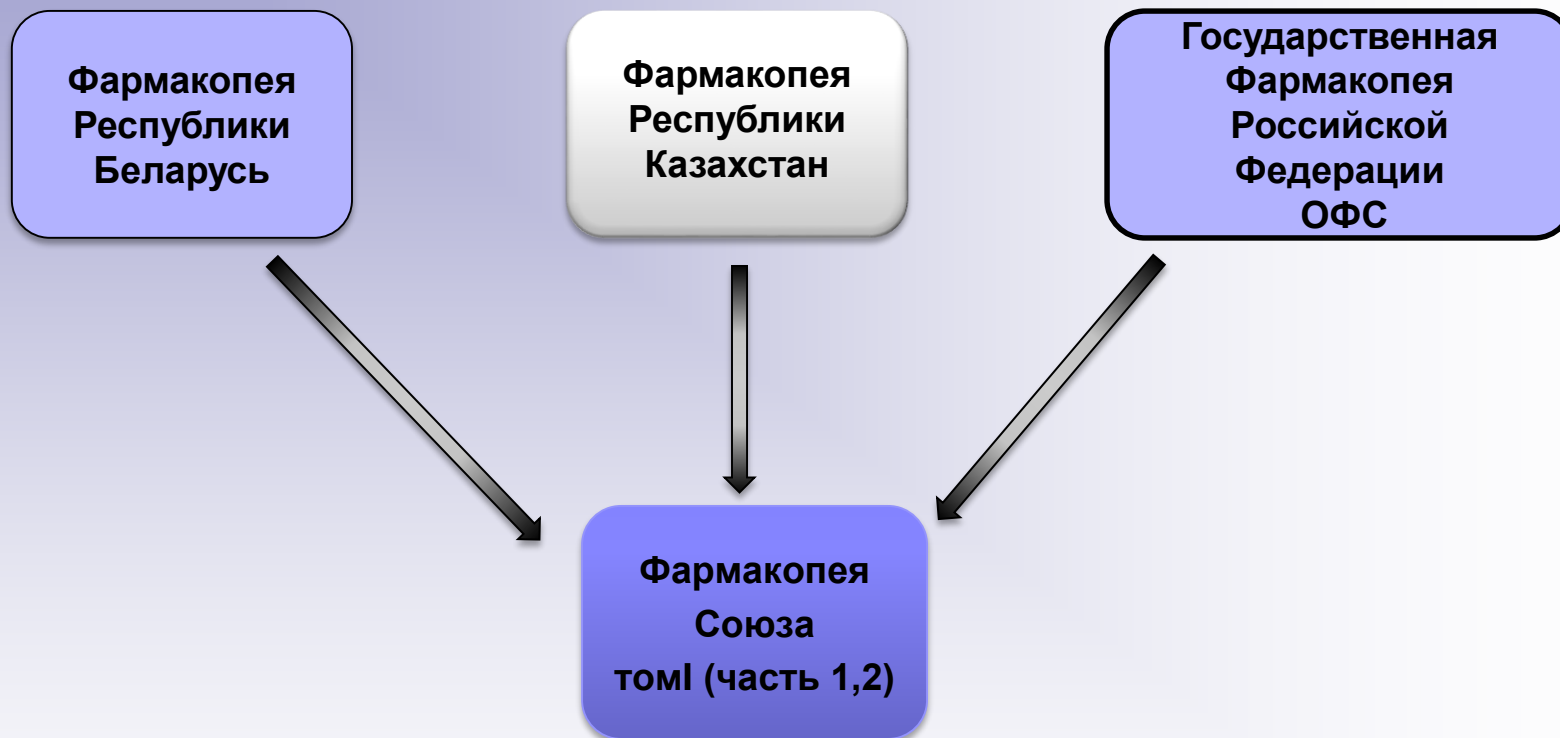 Фармакопея
Республики
Беларусь
Фармакопея
Республики
Казахстан
Государственная
Фармакопея
Российской
Федерации
ОФС
Фармакопея
Союза
томI (часть 1,2)